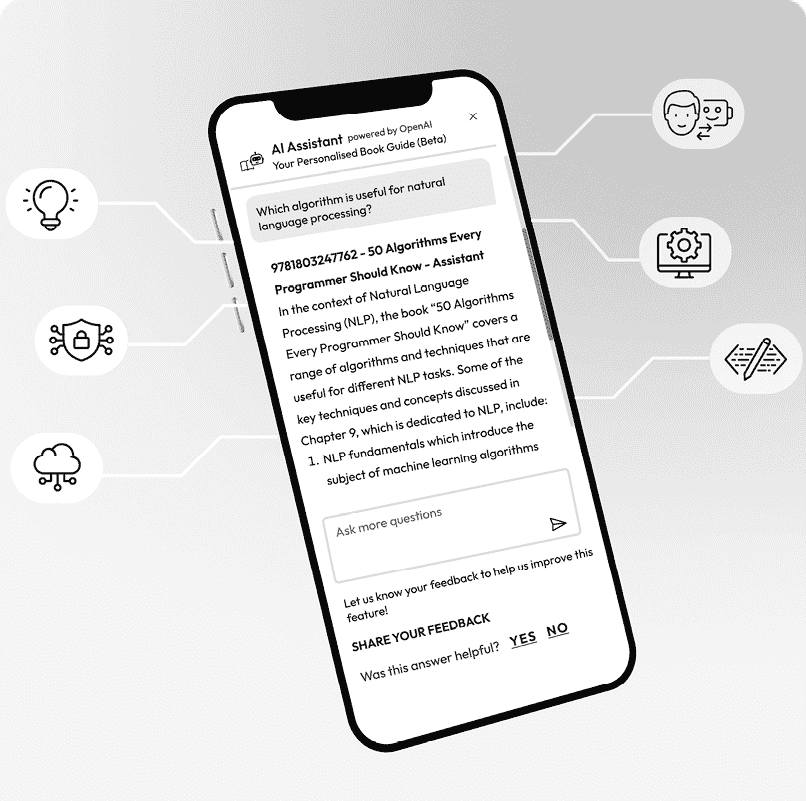 AI Assistant powered by OpenAI
Your Personalised Book Guide (Beta)
Which algorithm is useful for natural
language processing?
9781803247762 - 50 Algorithms Every
Programmer Should Know - Assistant
In the context of Natural Language
Processing (NLP), the book “50 Algorithms
Every Programmer Should Know” covers a
range of algorithms and techniques that are
useful for different NLP tasks. Some of the
key techniques and concepts discussed in
Chapter 9, which is dedicated to NLP, include:
1. NLP fundamentals which introduce the
subject of machine learning algorithms
Ask more questions
Let us know your feedback to help us improve this
feature!
SHARE YOUR FEEDBACK
Was this answer helpful? YES NO